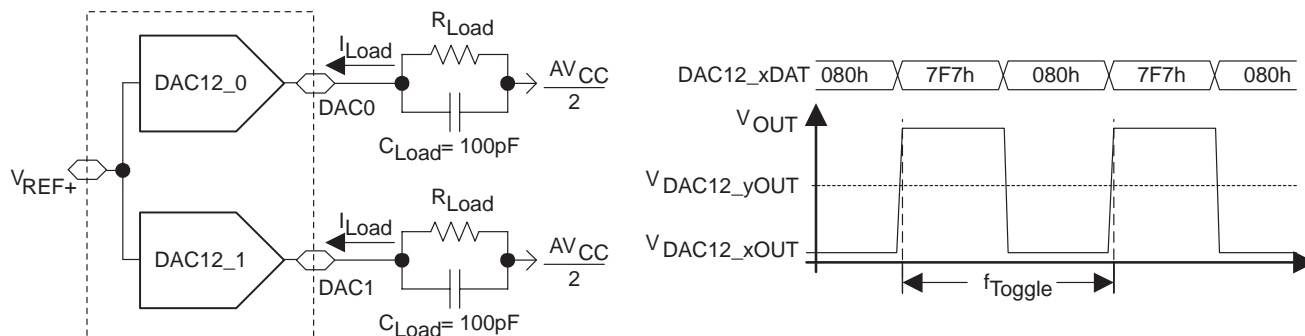 DAC12_0
I Load
R Load
AV CC
2
DAC0
C Load = 100pF
V REF+
DAC12_1
I Load
R Load
AV CC
2
DAC1
C Load = 100pF
DAC12_xDAT 080h 7F7h 080h 7F7h 080h
V OUT
V DAC12_yOUT
V DAC12_xOUT
f Toggle